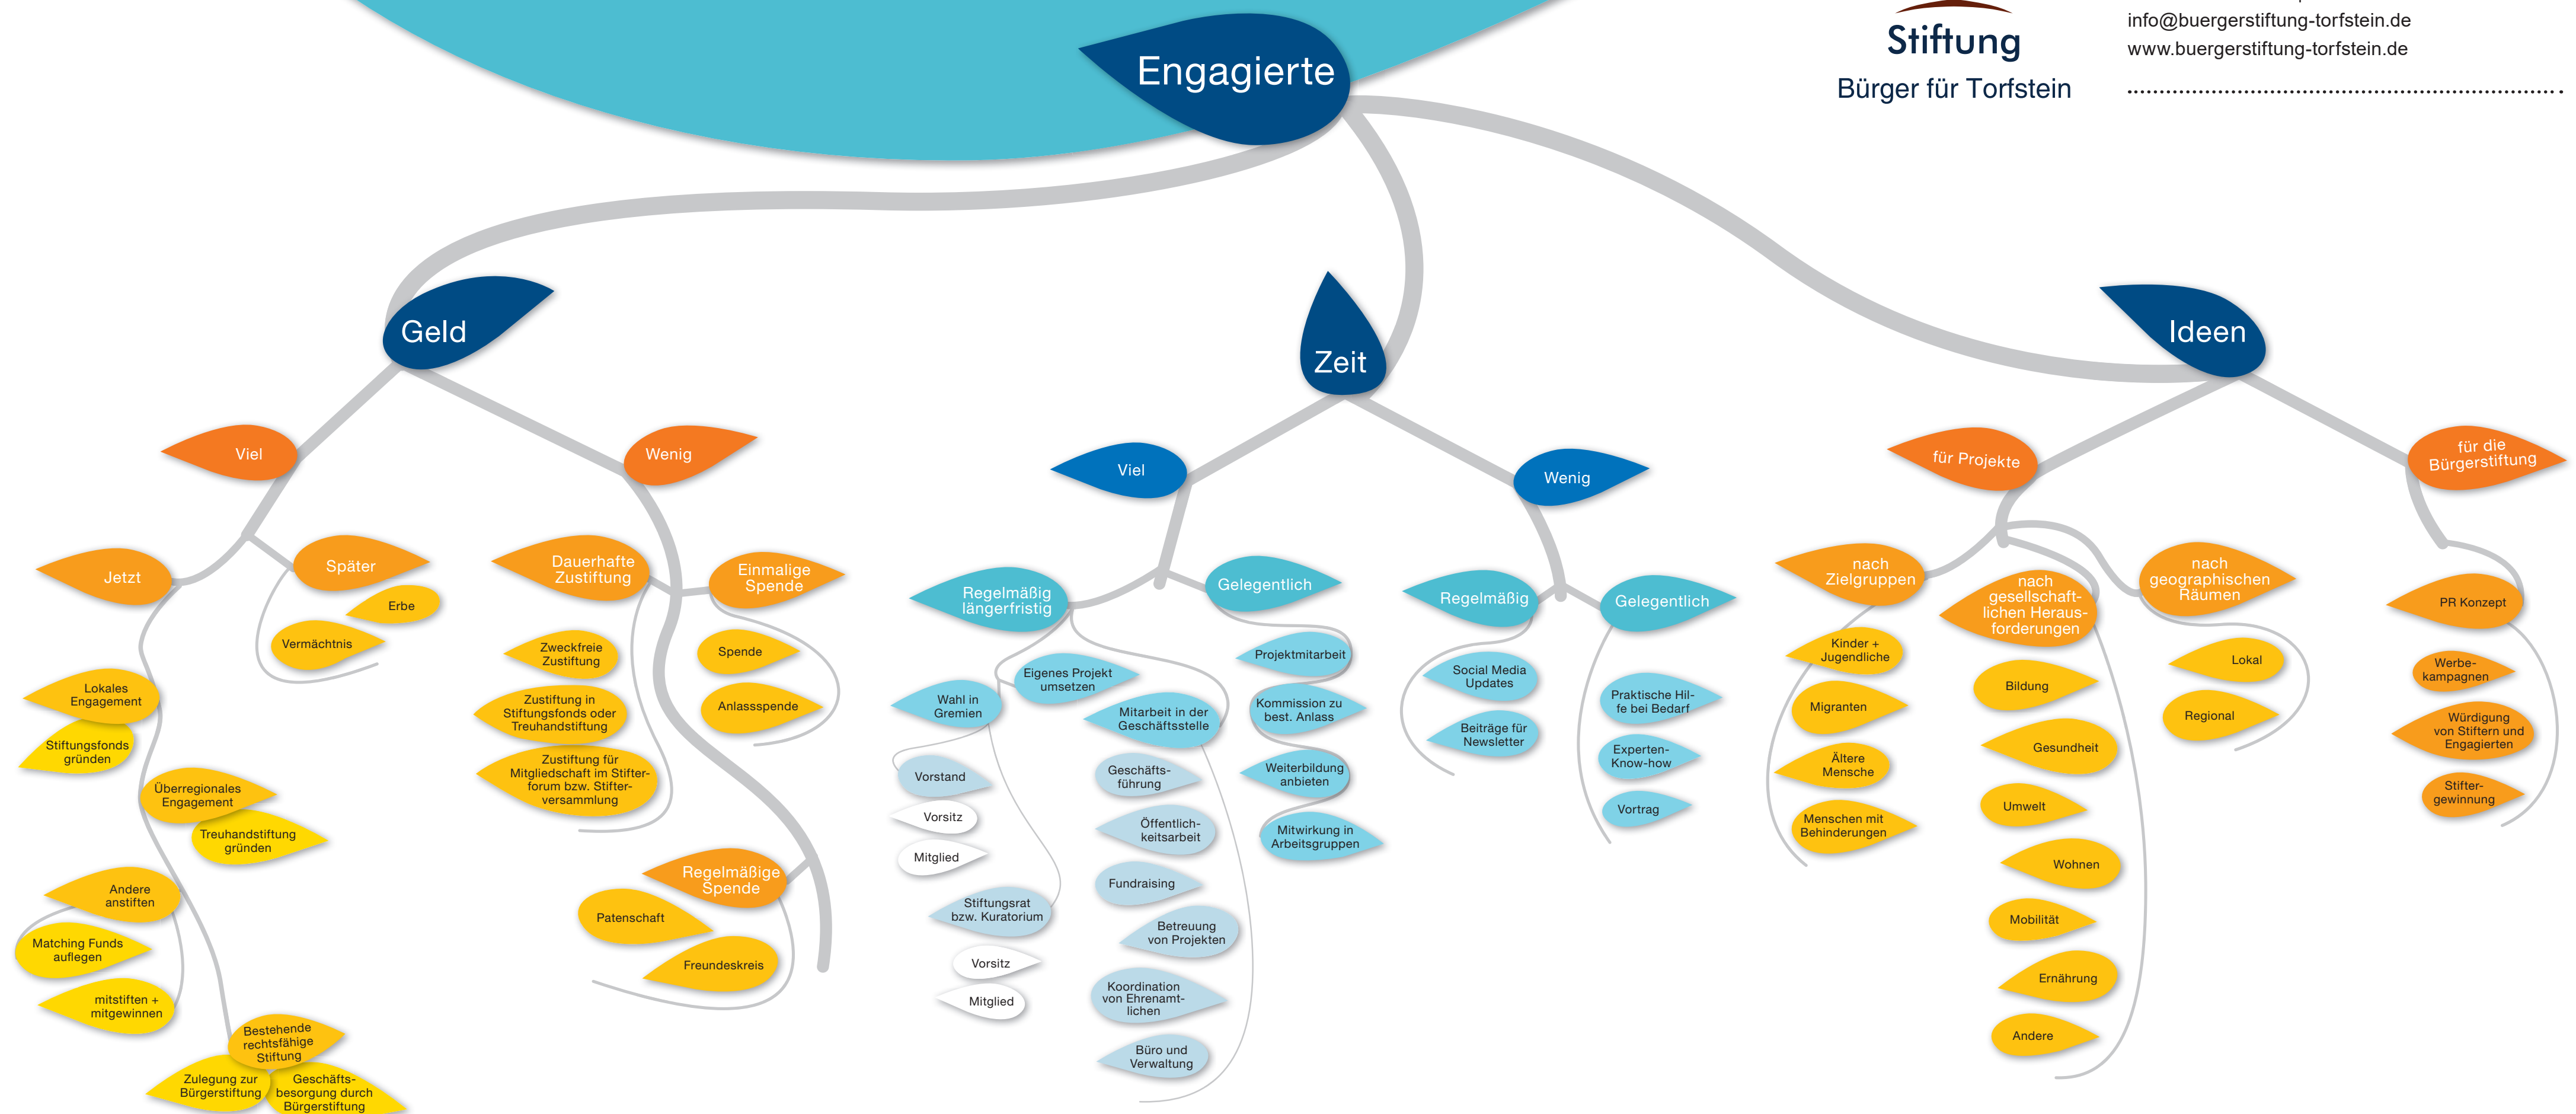 info@buergerstiftung-torfstein.de
www.buergerstiftung-torfstein.de
Stiftung
Bürger für Torfstein
Engagierte
Geld
Viel
Jetzt
Lokales
Engagement
Stiftungsfonds
gründen
Überregionales
Engagement
Treuhandstiftung
gründen
Andere
anstiften
Matching Funds
auflegen
mitstiften +
mitgewinnen
Bestehende
rechtsfähige
Stiftung
Zulegung zur
Bürgerstiftung
Geschäfts-
besorgung durch
Bürgerstiftung
Später
Erbe
Vermächtnis
Wenig
Dauerhafte
Zustiftung
Zweckfreie
Zustiftung
Zustiftung in
Stiftungsfonds oder
Treuhandstiftung
Zustiftung für
Mitgliedschaft im Stifter-
forum bzw. Stifter-
versammlung
Einmalige
Spende
Spende
Anlassspende
Regelmäßige
Spende
Patenschaft
Freundeskreis
Zeit
Viel
Regelmäßig
längerfristig
Eigenes Projekt
umsetzen
Wahl in
Gremien
Vorstand
Vorsitz
Mitglied
Stiftungsrat
bzw. Kuratorium
Vorsitz
Mitglied
Mitarbeit in der
Geschäftsstelle
Geschäfts-
führung
Öffentlich-
keitsarbeit
Fundraising
Betreuung
von Projekten
Koordination
von Ehrenamt-
lichen
Büro und
Verwaltung
Gelegentlich
Projektmitarbeit
Kommission zu
best. Anlass
Weiterbildung
anbieten
Mitwirkung in
Arbeitsgruppen
Wenig
Regelmäßig
Social Media
Updates
Beiträge für
Newsletter
Gelegentlich
Praktische Hil-
fe bei Bedarf
Experten-
Know-how
Vortrag
Ideen
für Projekte
nach
Zielgruppen
Kinder +
Jugendliche
Migranten
Ältere
Mensche
Menschen mit
Behinderungen
nach
gesellschaft-
lichen Heraus-
forderungen
Bildung
Gesundheit
Umwelt
Wohnen
Mobilität
Ernährung
Andere
nach
geographischen
Räumen
Lokal
Regional
für die
Bürgerstiftung
PR Konzept
Werbe-
kampagnen
Würdigung
von Stiftern und
Engagierten
Stifter-
gewinnung